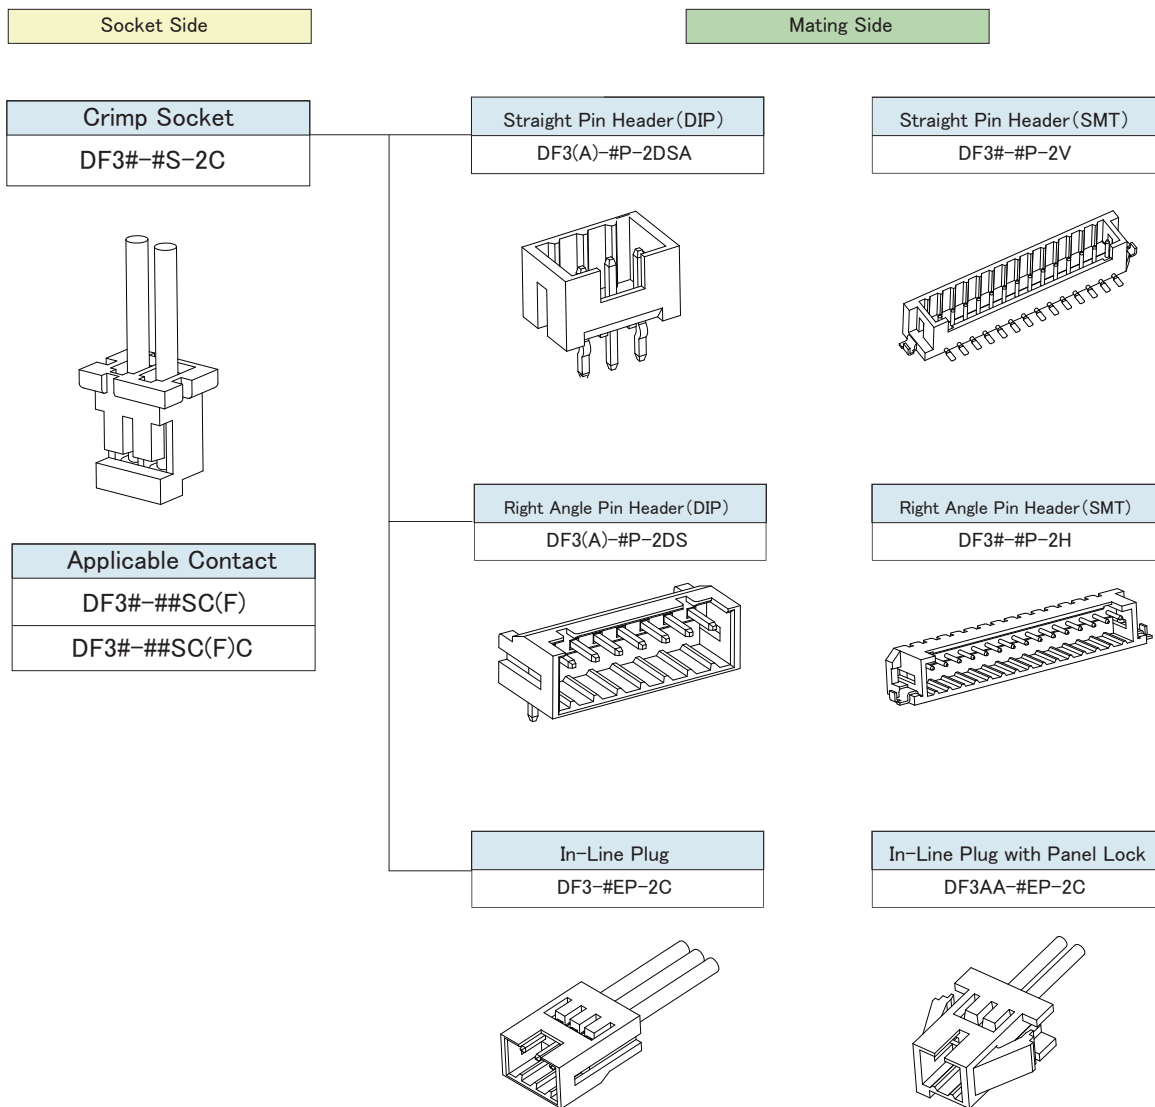 Socket Side
Mating Side
Crimp Socket
DF3#-#S-2C
Straight Pin Header(DIP)
DF3(A)-#P-2DSA
Straight Pin Header(SMT)
DF3#-#P-2V
Right Angle Pin Header(DIP)
DF3(A)-#P-2DS
Right Angle Pin Header(SMT)
DF3#-#P-2H
Applicable Contact
DF3#-##SC(F)
DF3#-##SC(F)C
In-Line Plug
DF3-#EP-2C
In-Line Plug with Panel Lock
DF3AA-#EP-2C